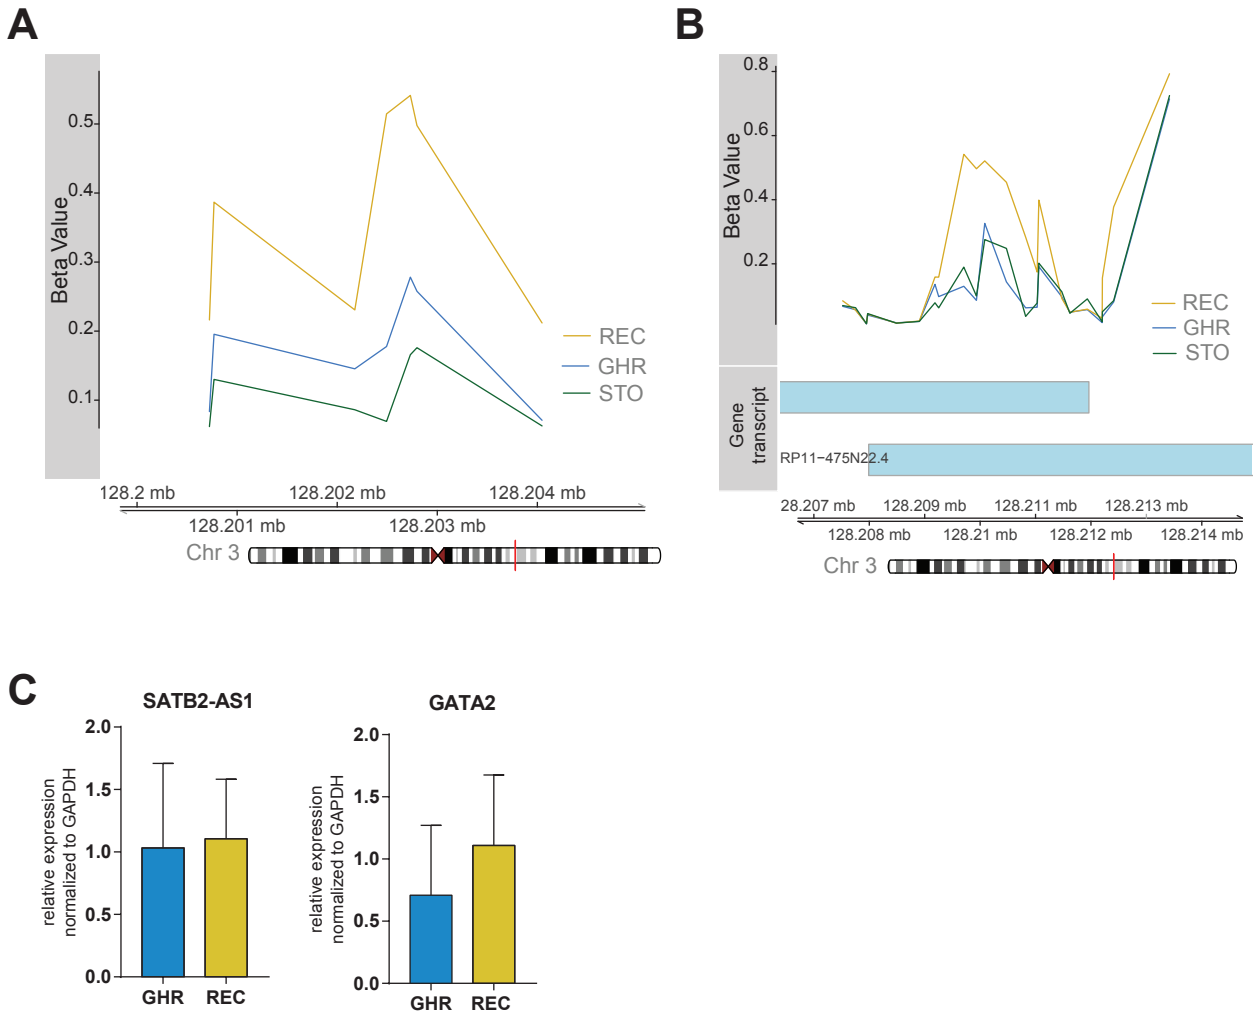 A
Beta Value
0.5
0.4
0.3
0.2
0.1
REC
GHR
STO
128.2 mb
128.202 mb
128.204 mb
128.201 mb
128.203 mb
Chr 3
B
Beta Value
0.8
0.6
0.4
0.2
REC
GHR
STO
Gene
transcript
RP11−475N22.4
28.207 mb
128.209 mb
128.211 mb
128.213 mb
128.208 mb
128.21 mb
128.212 mb
128.214 mb
Chr 3
C
SATB2-AS1
relative expression
normalized to GAPDH
2.0
1.5
1.0
0.5
0.0
GHR
REC
GATA2
relative expression
normalized to GAPDH
2.0
1.5
1.0
0.5
0.0
GHR
REC